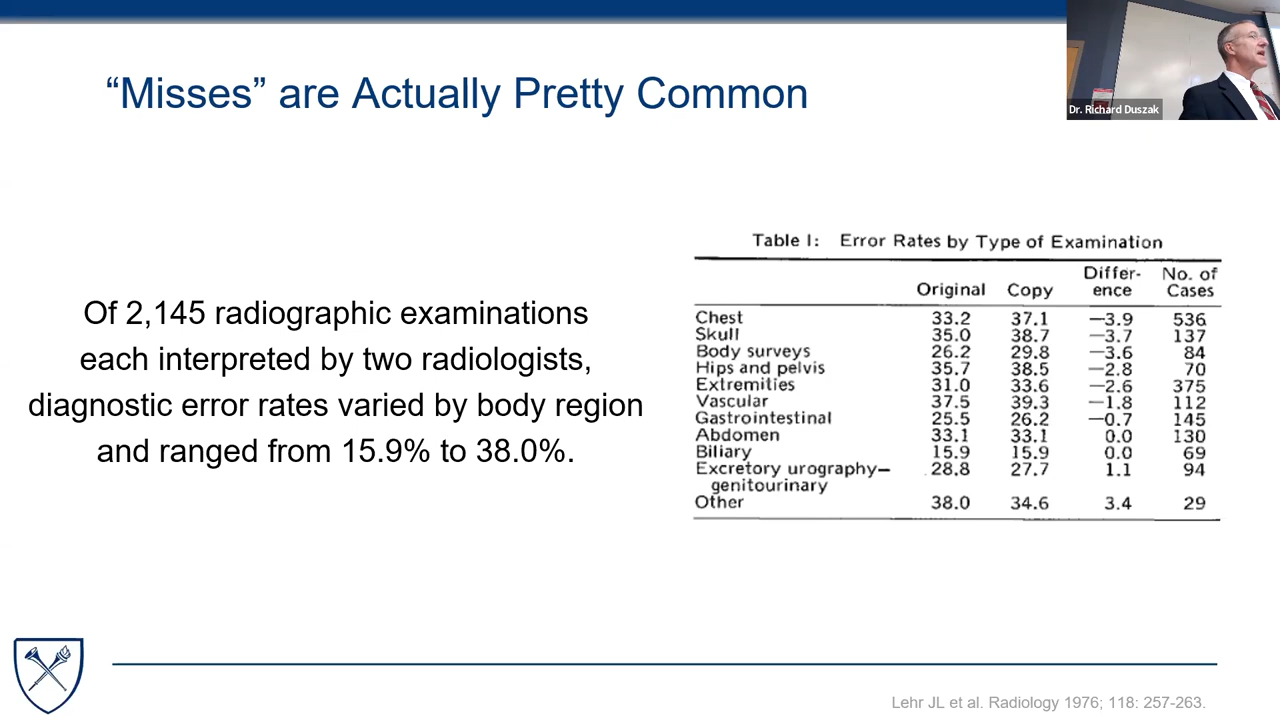 “Misses” are Actually Pretty Common
Dr. Richard Duszak
Of 2,145 radiographic examinations
each interpreted by two radiologists,
diagnostic error rates varied by body region
and ranged from 15.9% to 38.0%.
Table I: Error Rates by Type of Examination
Original Copy Differ-ence No. of Cases
Chest 33.2 37.1 —3.9 536
Skull 35.0 38.7 —3.7 137
Body surveys 26.2 29.8 —3.6 84
Hips and pelvis 35.7 38.5 —2.8 70
Extremities 31.0 33.6 —2.6 375
Vascular 37.5 39.3 —1.8 112
Gastrointestinal 25.5 26.2 —0.7 145
Abdomen 33.1 33.1 0.0 130
Biliary 15.9 15.9 0.0 69
Excretory urography— 28.8 27.7 1.1 94
genitourinary
Other 38.0 34.6 3.4 29
Lehr JL et al. Radiology 1976; 118: 257-263.